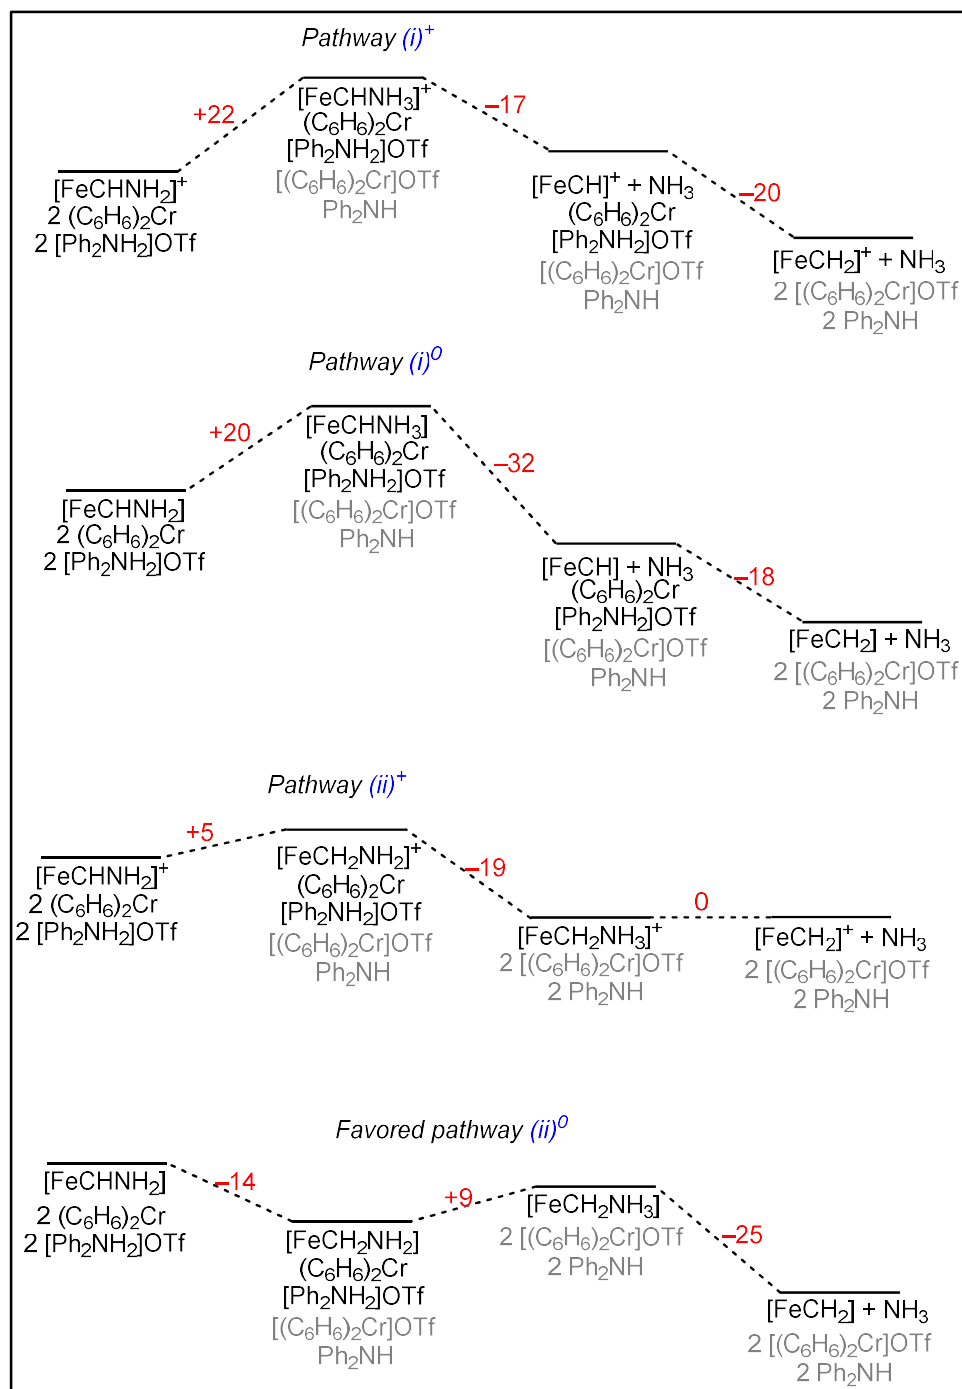 Pathway (i)⁺
+22
[FeCHNH₃]⁺
(C₆H₆)₂Cr
[Ph₂NH₂]OTf
[(C₆H₆)₂Cr]OTf
Ph₂NH
–17
[FeCHNH₂]⁺
2 (C₆H₆)₂Cr
2 [Ph₂NH₂]OTf
[FeCH]⁺ + NH₃
(C₆H₆)₂Cr
[Ph₂NH₂]OTf
[(C₆H₆)₂Cr]OTf
Ph₂NH
–20
[FeCH₂]⁺ + NH₃
2 [(C₆H₆)₂Cr]OTf
2 Ph₂NH
Pathway (i)⁰
+20
[FeCHNH₃]
(C₆H₆)₂Cr
[Ph₂NH₂]OTf
[(C₆H₆)₂Cr]OTf
Ph₂NH
–32
[FeCHNH₂]
2 (C₆H₆)₂Cr
2 [Ph₂NH₂]OTf
[FeCH] + NH₃
(C₆H₆)₂Cr
[Ph₂NH₂]OTf
[(C₆H₆)₂Cr]OTf
Ph₂NH
–18
[FeCH₂] + NH₃
2 [(C₆H₆)₂Cr]OTf
2 Ph₂NH
Pathway (ii)⁺
+5
[FeCHNH₂]⁺
2 (C₆H₆)₂Cr
2 [Ph₂NH₂]OTf
[FeCH₂NH₂]⁺
(C₆H₆)₂Cr
[Ph₂NH₂]OTf
[(C₆H₆)₂Cr]OTf
Ph₂NH
–19
[FeCH₂NH₃]⁺
2 [(C₆H₆)₂Cr]OTf
2 Ph₂NH
0
[FeCH₂]⁺ + NH₃
2 [(C₆H₆)₂Cr]OTf
2 Ph₂NH
Favored pathway (ii)⁰
[FeCHNH₂]
2 (C₆H₆)₂Cr
2 [Ph₂NH₂]OTf
–14
[FeCH₂NH₂]
(C₆H₆)₂Cr
[Ph₂NH₂]OTf
[(C₆H₆)₂Cr]OTf
Ph₂NH
+9
[FeCH₂NH₃]
2 [(C₆H₆)₂Cr]OTf
2 Ph₂NH
–25
[FeCH₂] + NH₃
2 [(C₆H₆)₂Cr]OTf
2 Ph₂NH